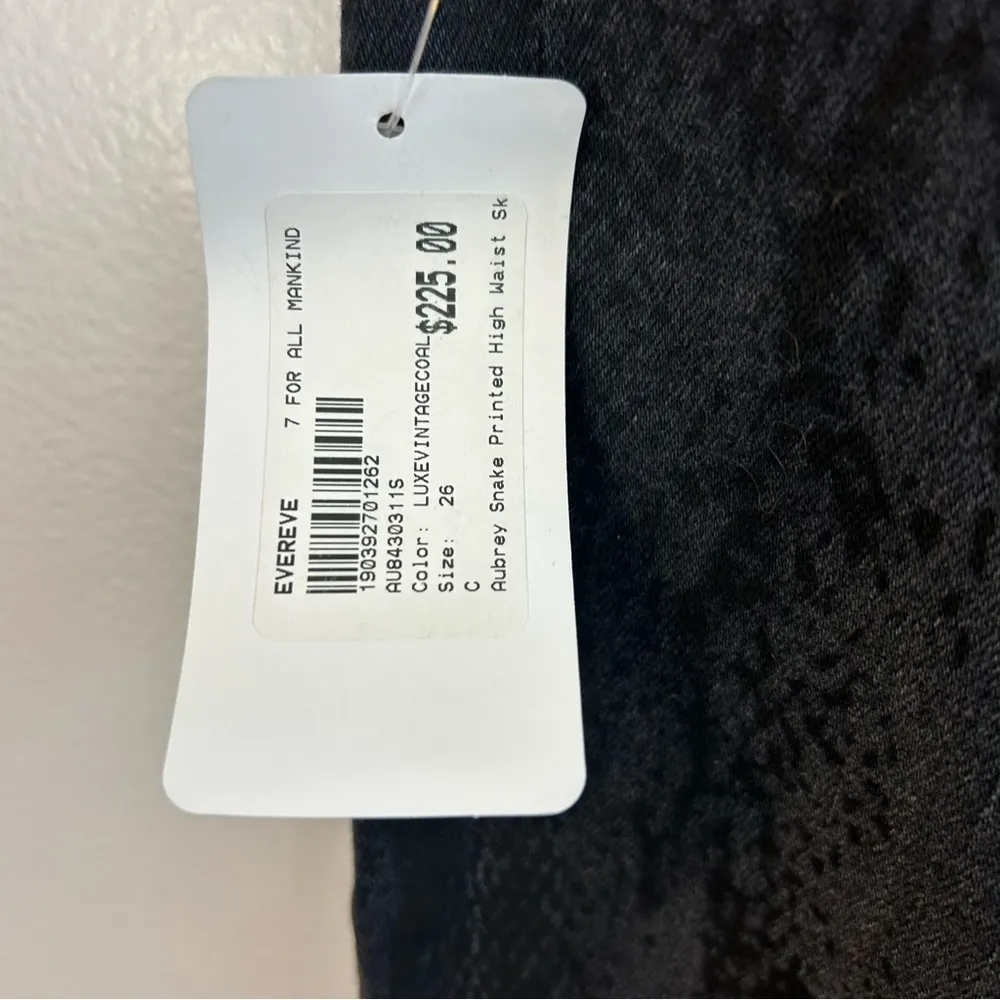 EVEREVE 7 FOR ALL MANKIND
190392701262
AU8430311S
Color: LUXEVINTAGECOAL
$225.00
Size: 26
C
Aubrey Snake Printed High Waist Sk